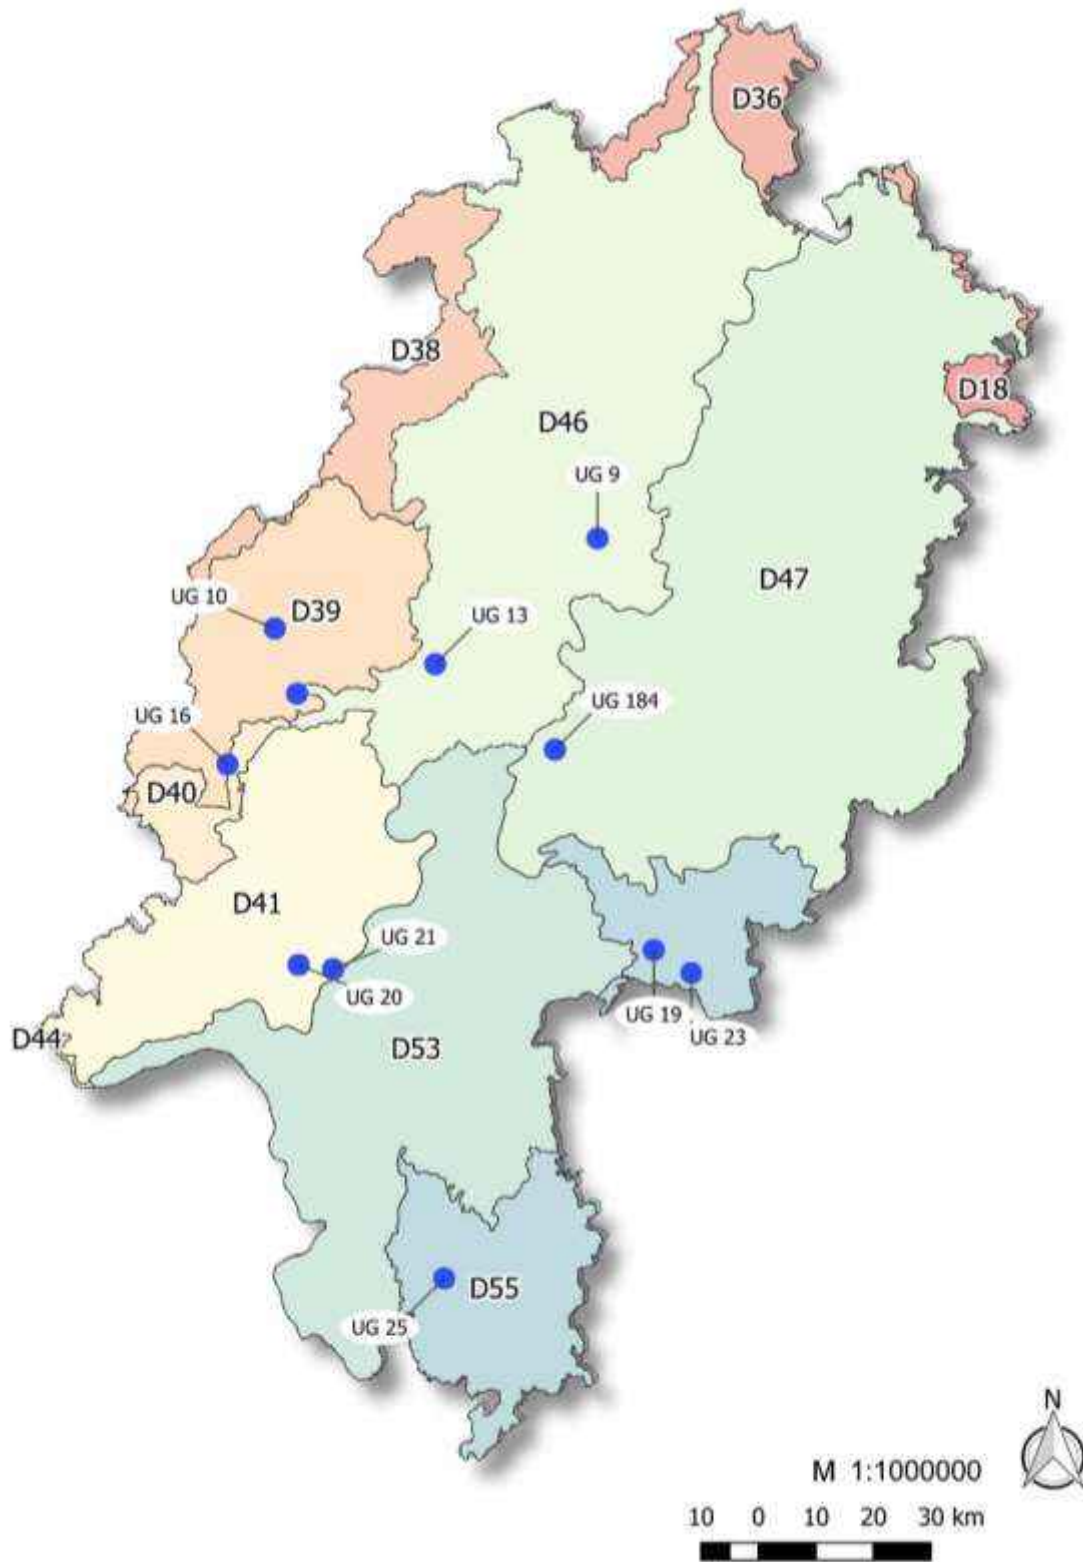 D36
D38
D18
D46
UG 9
D47
UG 10
D39
UG 13
UG 16
UG 184
D40
D41
UG 21
UG 20
UG 19
UG 23
D44
D53
D55
UG 25
N
M 1:1000000
10 0 10 20 30 km